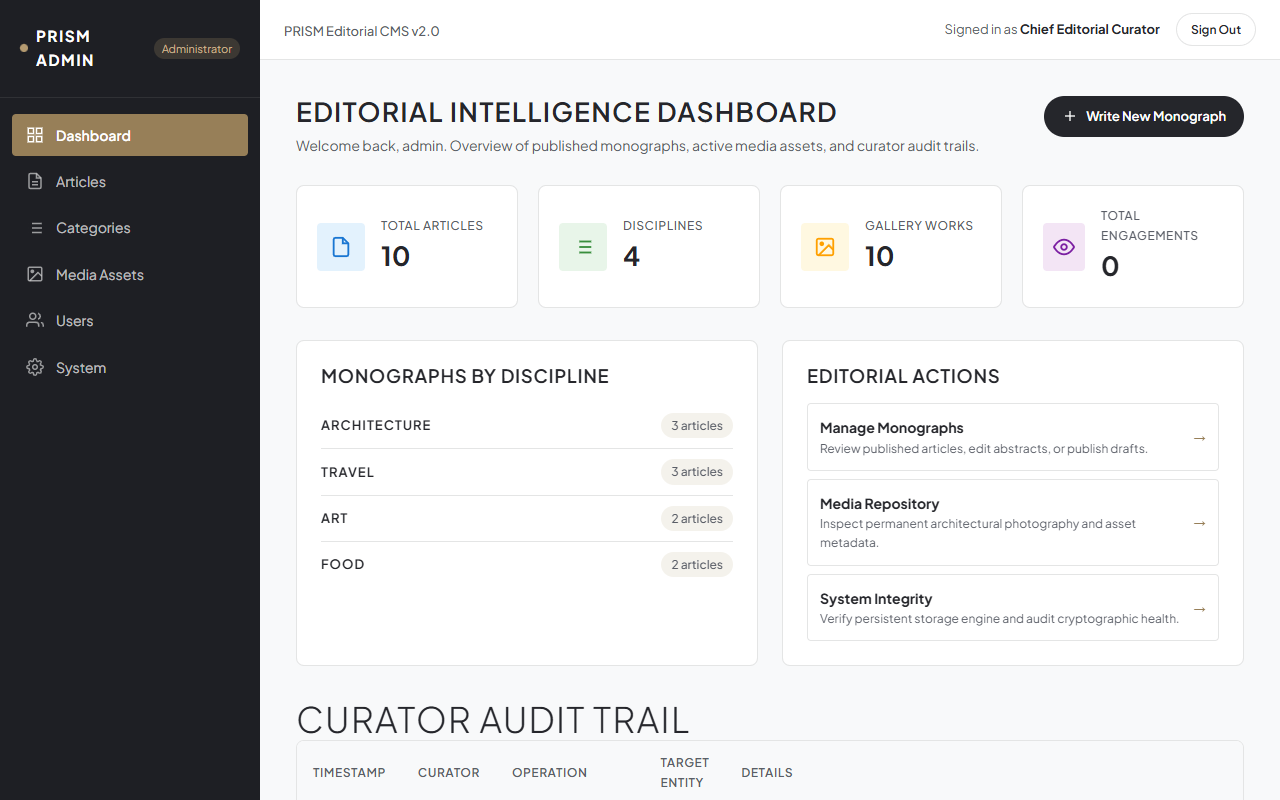 PRISM
ADMIN
Administrator
Dashboard
Articles
Categories
Media Assets
Users
System
PRISM Editorial CMS v2.0
Signed in as Chief Editorial Curator
Sign Out
EDITORIAL INTELLIGENCE DASHBOARD
Welcome back, admin. Overview of published monographs, active media assets, and curator audit trails.
Write New Monograph
TOTAL ARTICLES
10
DISCIPLINES
4
GALLERY WORKS
10
TOTAL
ENGAGEMENTS
0
MONOGRAPHS BY DISCIPLINE
ARCHITECTURE 3 articles
TRAVEL 3 articles
ART 2 articles
FOOD 2 articles
EDITORIAL ACTIONS
Manage Monographs
Review published articles, edit abstracts, or publish drafts. →
Media Repository
Inspect permanent architectural photography and asset
metadata. →
System Integrity
Verify persistent storage engine and audit cryptographic health. →
CURATOR AUDIT TRAIL
TIMESTAMP CURATOR OPERATION TARGET
ENTITY DETAILS